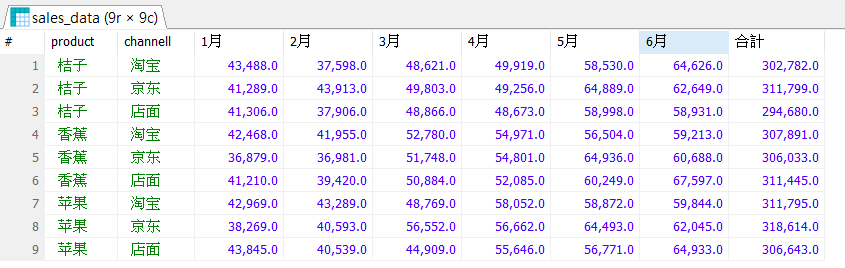 sales_data (9r × 9c)
# product channell 1月 2月 3月 4月 5月 6月 合計
1 桔子 淘宝 43,488.0 37,598.0 48,621.0 49,919.0 58,530.0 64,626.0 302,782.0
2 桔子 京东 41,289.0 43,913.0 49,803.0 49,256.0 64,889.0 62,649.0 311,799.0
3 桔子 店面 41,306.0 37,906.0 48,866.0 48,673.0 58,998.0 58,931.0 294,680.0
4 香蕉 淘宝 42,468.0 41,955.0 52,780.0 54,971.0 56,504.0 59,213.0 307,891.0
5 香蕉 京东 36,879.0 36,981.0 51,748.0 54,801.0 64,936.0 60,688.0 306,033.0
6 香蕉 店面 41,210.0 39,420.0 50,884.0 52,085.0 60,249.0 67,597.0 311,445.0
7 苹果 淘宝 42,969.0 43,289.0 48,769.0 58,052.0 58,872.0 59,844.0 311,795.0
8 苹果 京东 38,269.0 40,593.0 56,552.0 56,662.0 64,493.0 62,045.0 318,614.0
9 苹果 店面 43,845.0 40,539.0 44,909.0 55,646.0 56,771.0 64,933.0 306,643.0